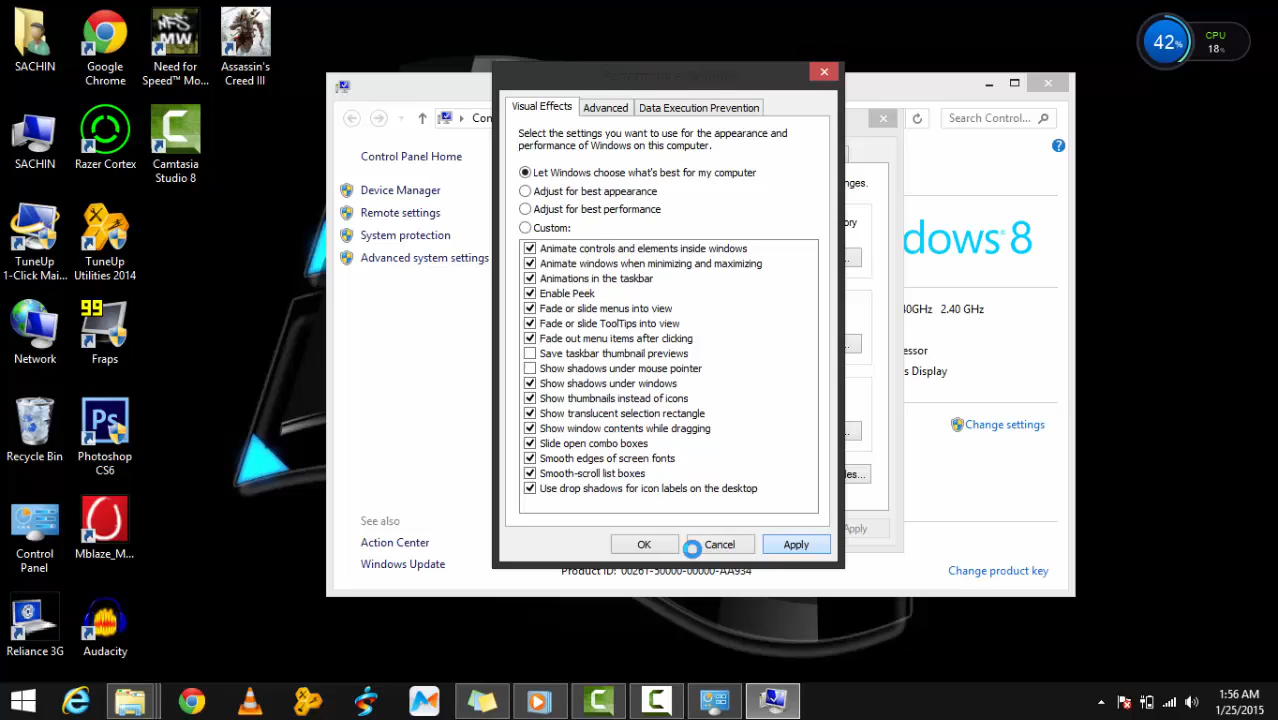 SACHIN
Google
Chrome
NFS
MW
Need for
Speed™ Mo...
Assassin's
Creed III
SACHIN
Razer Cortex
Camtasia
Studio 8
TuneUp
1-Click Mai...
TuneUp
Utilities 2014
Network
99
Fraps
Recycle Bin
Ps
Photoshop
CS6
Control
Panel
Mblaze_M...
Reliance 3G
Audacity
42%
CPU
18%
Con
Search Control...
Control Panel Home
Device Manager
Remote settings
System protection
Advanced system settings
See also
Action Center
Windows Update
Visual Effects
Advanced
Data Execution Prevention
Select the settings you want to use for the appearance and
performance of Windows on this computer.
Let Windows choose what's best for my computer
Adjust for best appearance
Adjust for best performance
Custom:
Animate controls and elements inside windows
Animate windows when minimizing and maximizing
Animations in the taskbar
Enable Peek
Fade or slide menus into view
Fade or slide ToolTips into view
Fade out menu items after clicking
Save taskbar thumbnail previews
Show shadows under mouse pointer
Show shadows under windows
Show thumbnails instead of icons
Show translucent selection rectangle
Show window contents while dragging
Slide open combo boxes
Smooth edges of screen fonts
Smooth-scroll list boxes
Use drop shadows for icon labels on the desktop
OK
Cancel
Apply
nges.
ory
les...
Apply
dows 8
40GHz 2.40 GHz
essor
s Display
Change settings
Product ID: 00261-50000-00000-AA934
Change product key
1:56 AM
1/25/2015